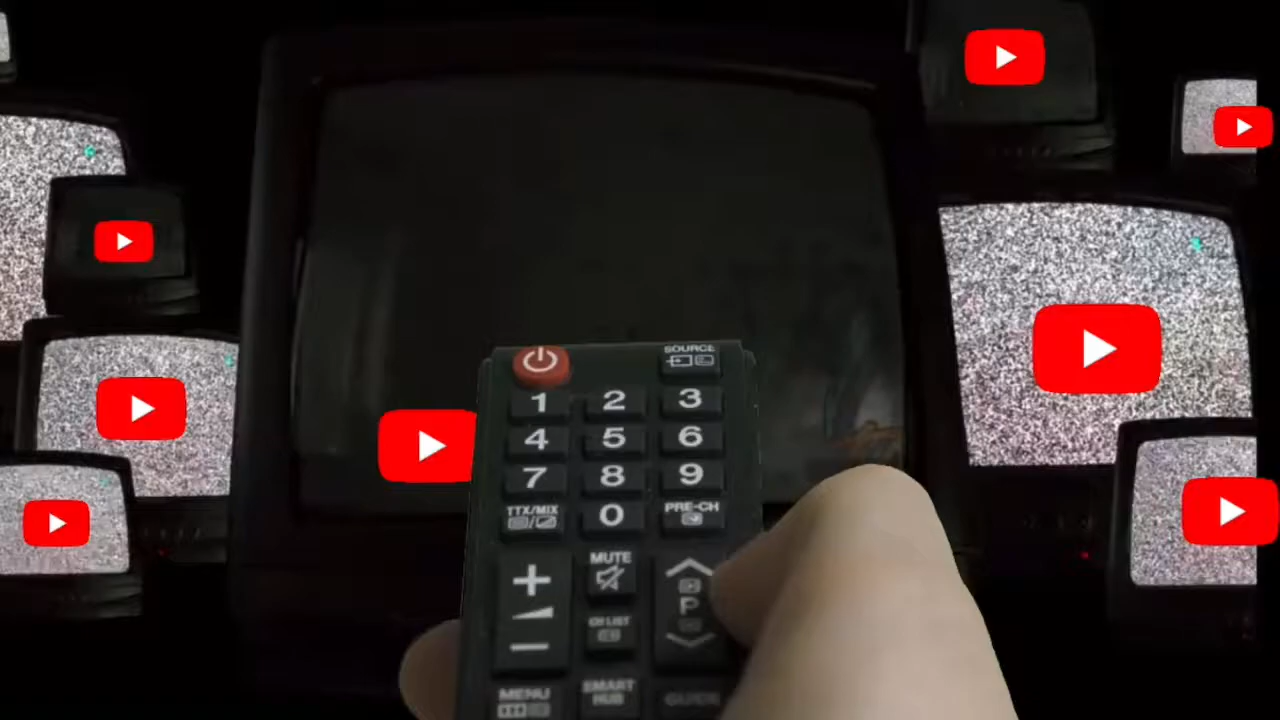 SOURCE
1 2 3
4 5 6
7 8 9
TTX/MIX 0 PRE-CH
MUTE
P
CH LIST
MENU SMART HUB GUIDE